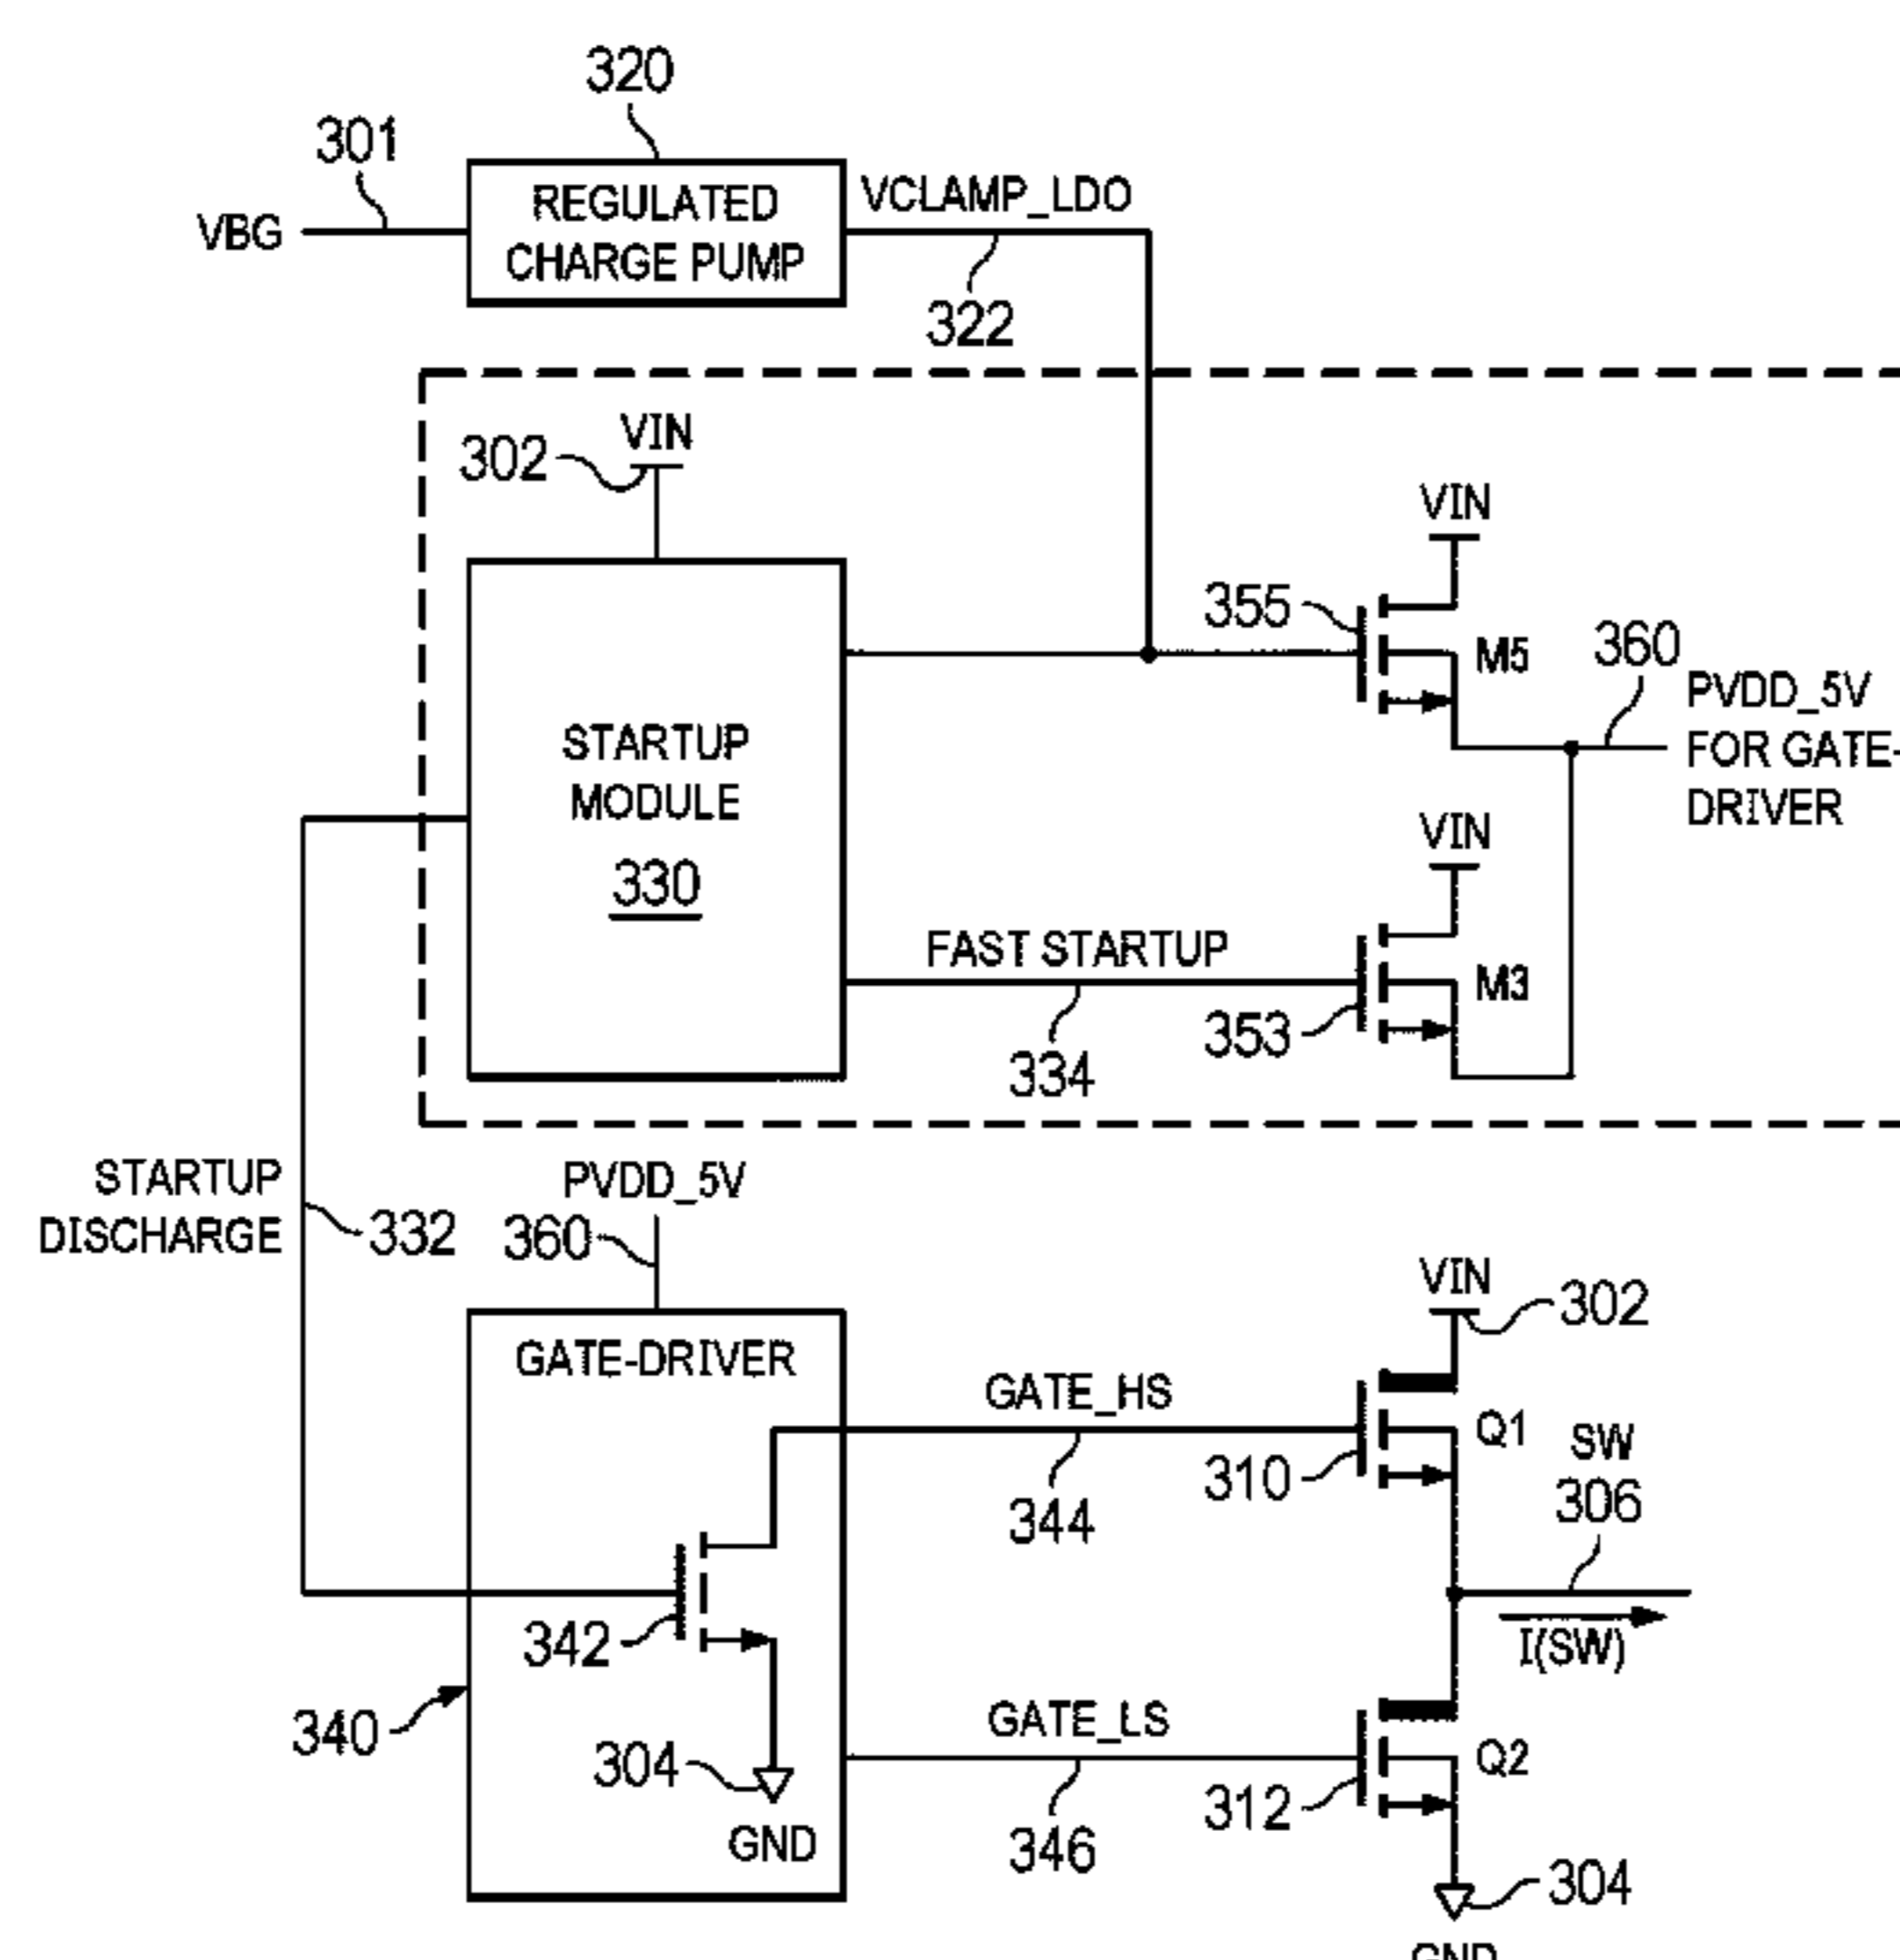 320
301
VBG
REGULATED
CHARGE PUMP
VCLAMP_LDO
322
302
VIN
VIN
355
M5
360
PVDD_5V
FOR GATE-
DRIVER
STARTUP
MODULE
330
VIN
FAST STARTUP
334
353
M3
STARTUP
DISCHARGE
332
PVDD_5V
360
VIN
302
GATE-DRIVER
GATE_HS
344
310
Q1
SW
306
I(SW)
342
340
304
GND
GATE_LS
346
312
Q2
304
GND